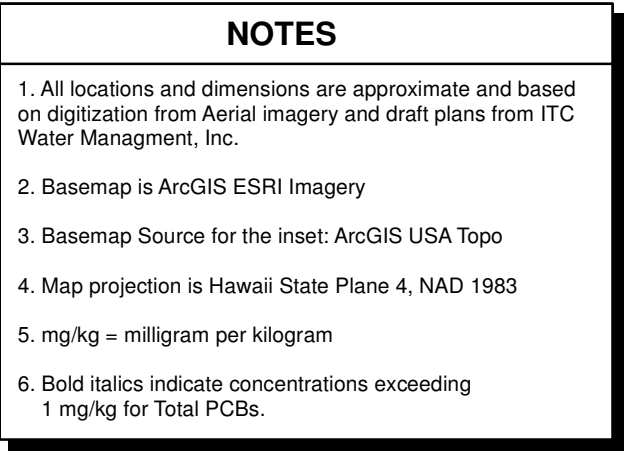 NOTES
1. All locations and dimensions are approximate and based
on digitization from Aerial imagery and draft plans from ITC
Water Managment, Inc.
2. Basemap is ArcGIS ESRI Imagery
3. Basemap Source for the inset: ArcGIS USA Topo
4. Map projection is Hawaii State Plane 4, NAD 1983
5. mg/kg = milligram per kilogram
6. Bold italics indicate concentrations exceeding
1 mg/kg for Total PCBs.